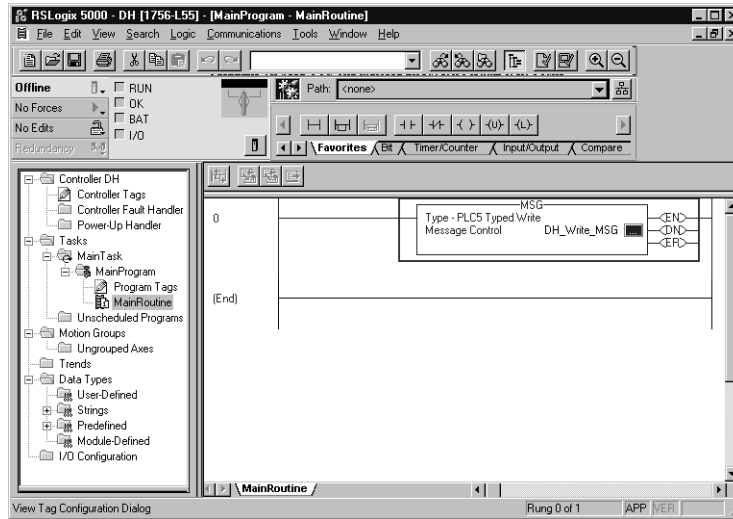 RSLogix 5000 - DH [1756-L55] - [MainProgram - MainRoutine]
File Edit View Search Logic Communications Tools Window Help
Offline
RUN
No Forces
OK
No Edits
BAT
I/O
Redundancy
Path: <none>
Favorites Bit Timer/Counter Input/Output Compare
Controller DH
Controller Tags
Controller Fault Handler
Power-Up Handler
Tasks
MainTask
MainProgram
Program Tags
MainRoutine
Unscheduled Programs
Motion Groups
Ungrouped Axes
Trends
Data Types
User-Defined
Strings
Predefined
Module-Defined
I/O Configuration
0
MSG
Type - PLC5 Typed Write
Message Control DH_Write_MSG ...
EN
DN
ER
(End)
MainRoutine
View Tag Configuration Dialog
Rung 0 of 1 APP VER